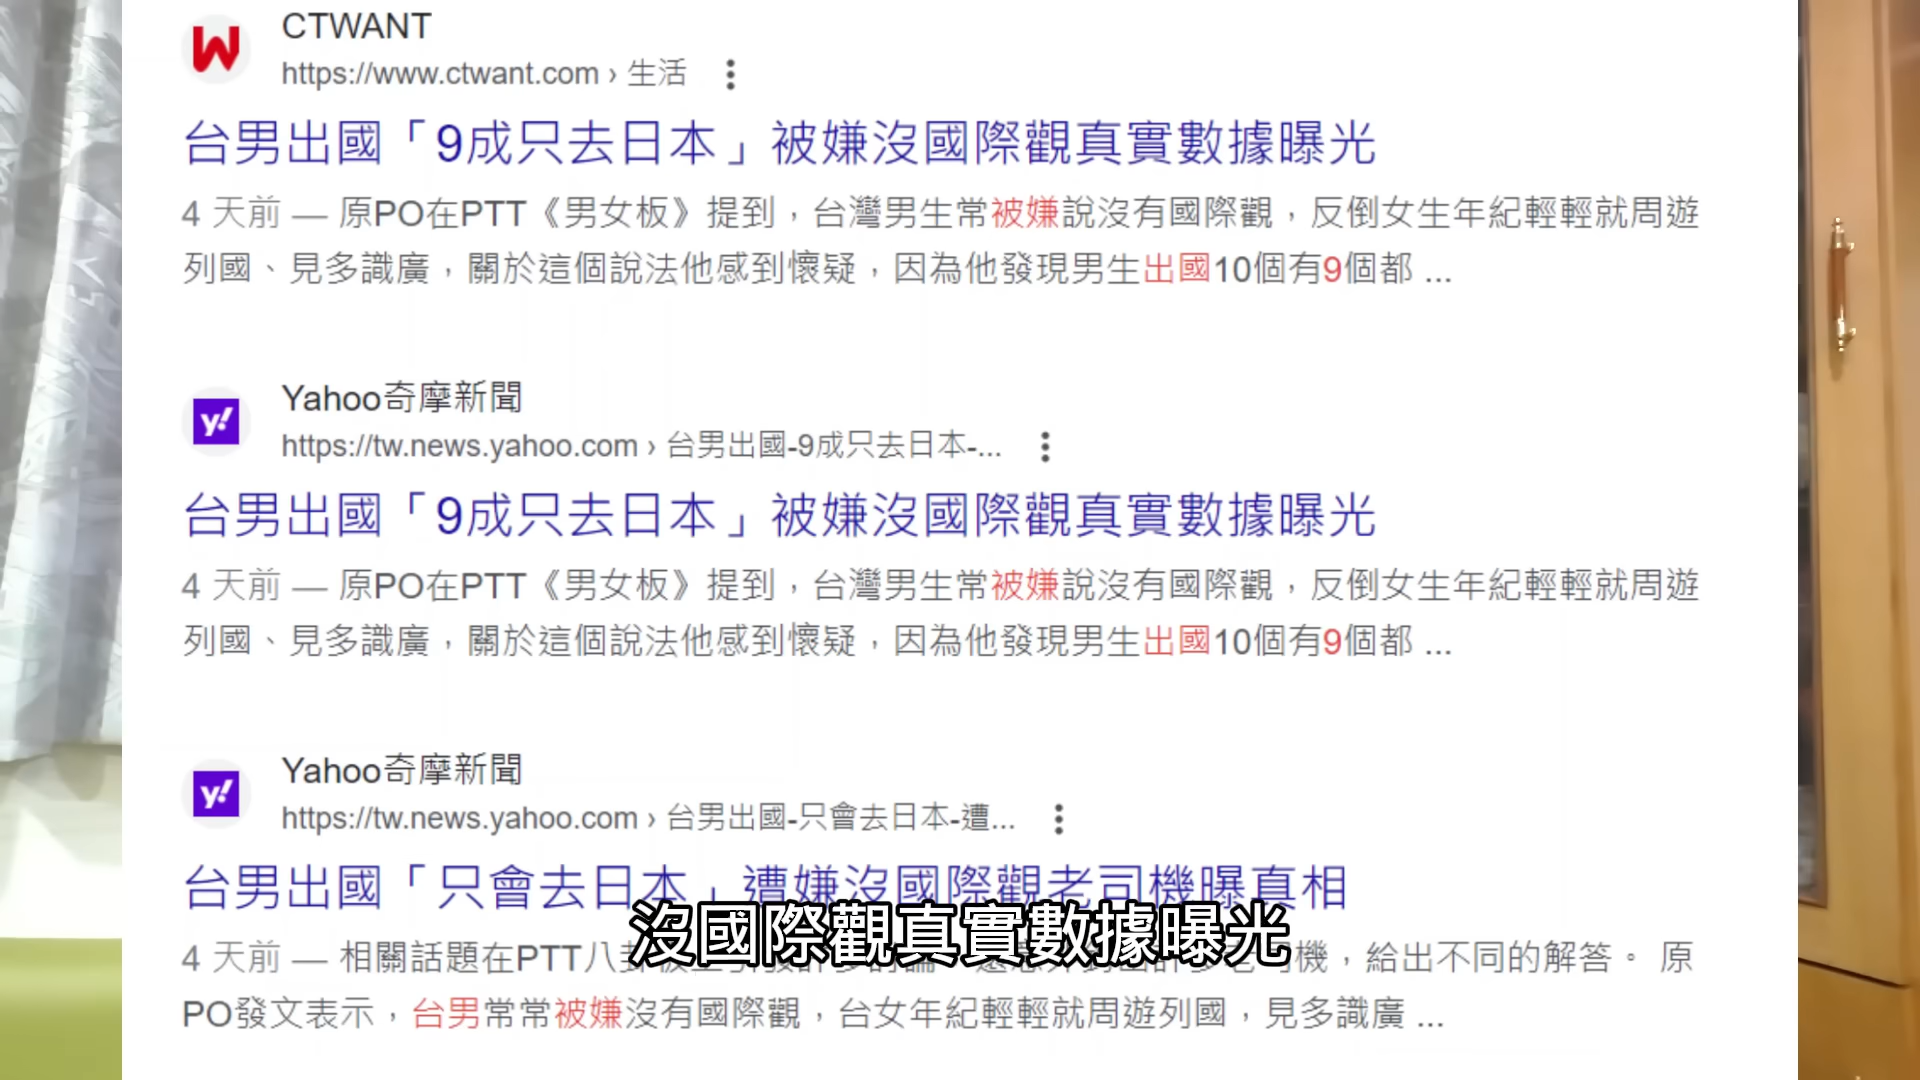 CTWANT
https://www.ctwant.com › 生活
台男出國「9成只去日本」被嫌沒國際觀真實數據曝光
4 天前 — 原PO在PTT《男女板》提到，台灣男生常被嫌說沒有國際觀，反倒女生年紀輕輕就周遊
列國、見多識廣，關於這個說法他感到懷疑，因為他發現男生出國10個有9個都 ...
Yahoo奇摩新聞
https://tw.news.yahoo.com › 台男出國-9成只去日本-...
台男出國「9成只去日本」被嫌沒國際觀真實數據曝光
4 天前 — 原PO在PTT《男女板》提到，台灣男生常被嫌說沒有國際觀，反倒女生年紀輕輕就周遊
列國、見多識廣，關於這個說法他感到懷疑，因為他發現男生出國10個有9個都 ...
Yahoo奇摩新聞
https://tw.news.yahoo.com › 台男出國-只會去日本-遭...
台男出國「只會去日本」遭嫌沒國際觀老司機曝真相
沒國際觀真實數據曝光
4 天前 — 相關話題在PTT八卦 機，給出不同的解答。 原
PO發文表示，台男常常被嫌沒有國際觀，台女年紀輕輕就周遊列國，見多識廣 ...